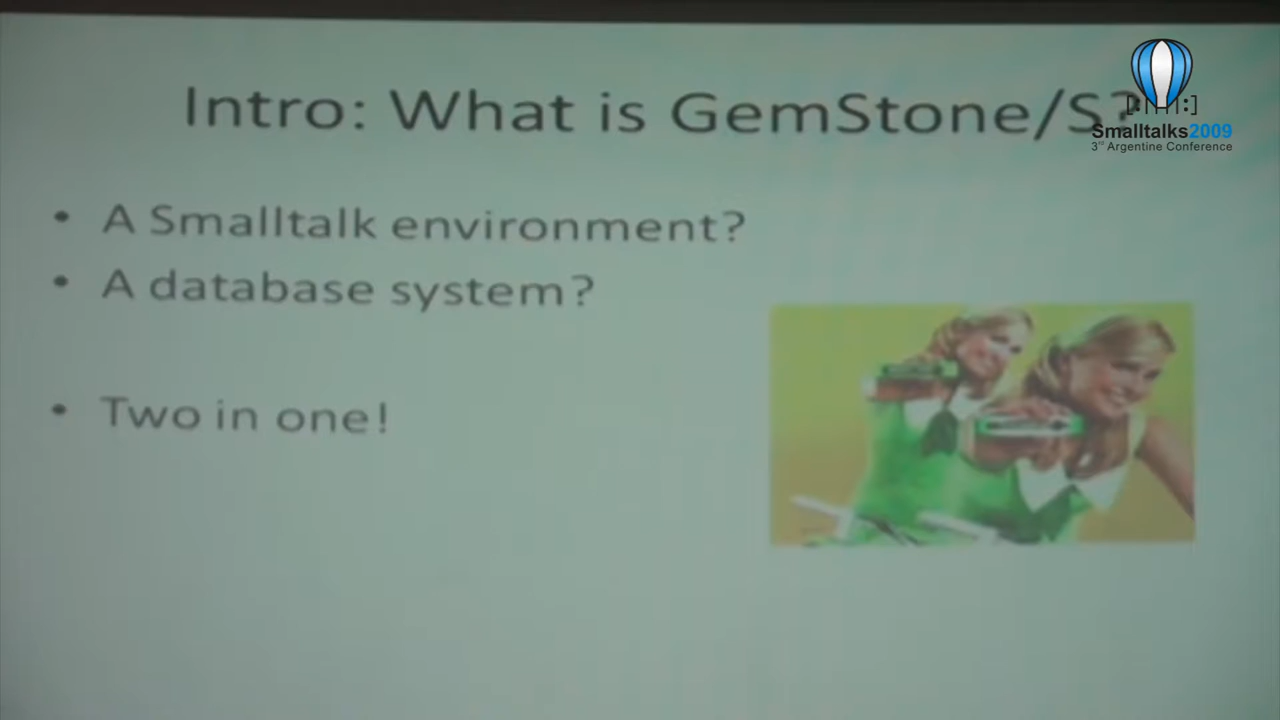 Intro: What is GemStone/S?
[:|||:]
Smalltalks2009
3rd Argentine Conference
• A Smalltalk environment?
• A database system?
• Two in one!